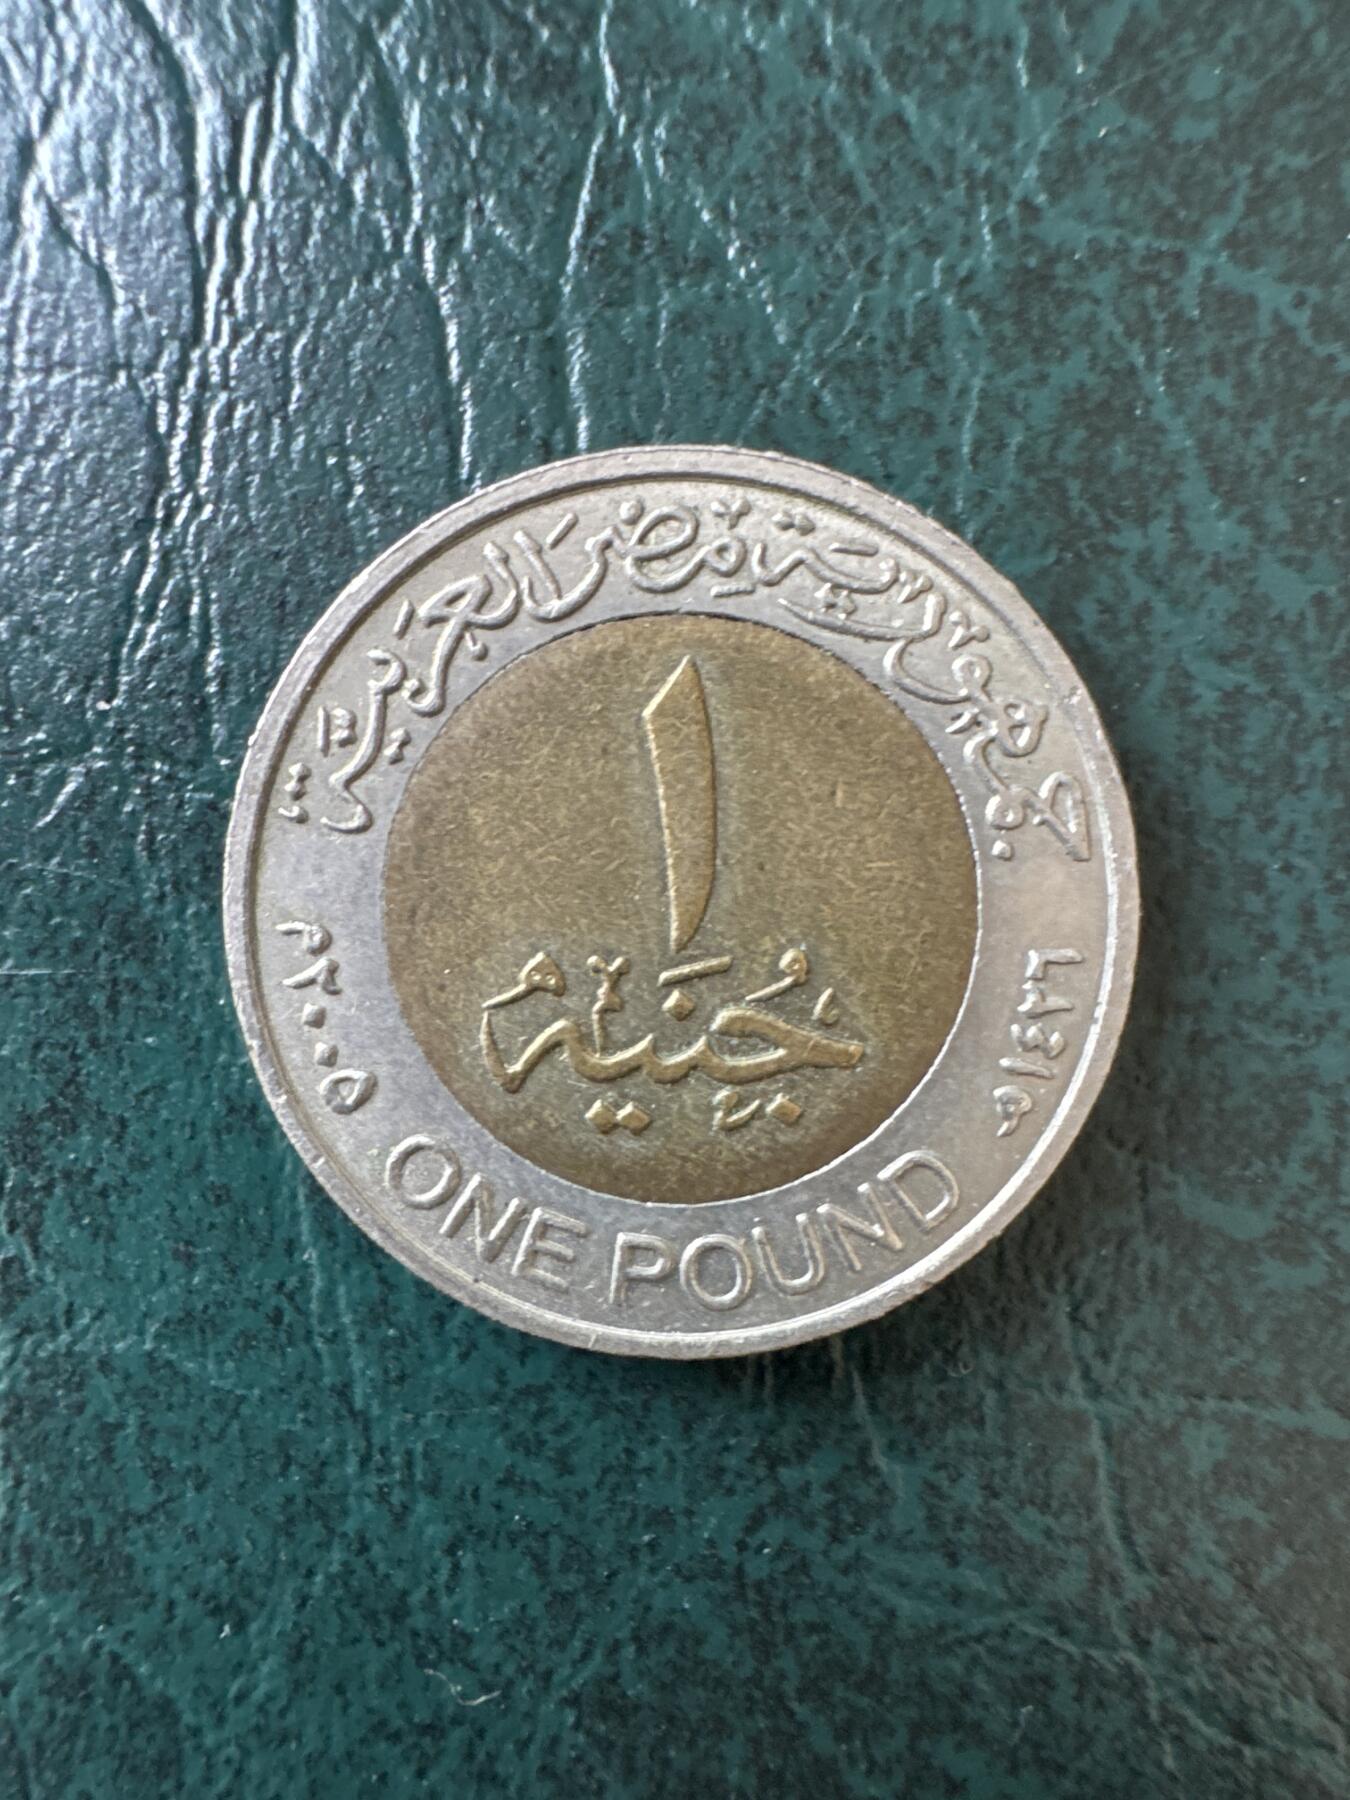 جمهورية مصر العربية
١
جنيه
٢٠٠٥م
١٤٢٦هـ
ONE POUND